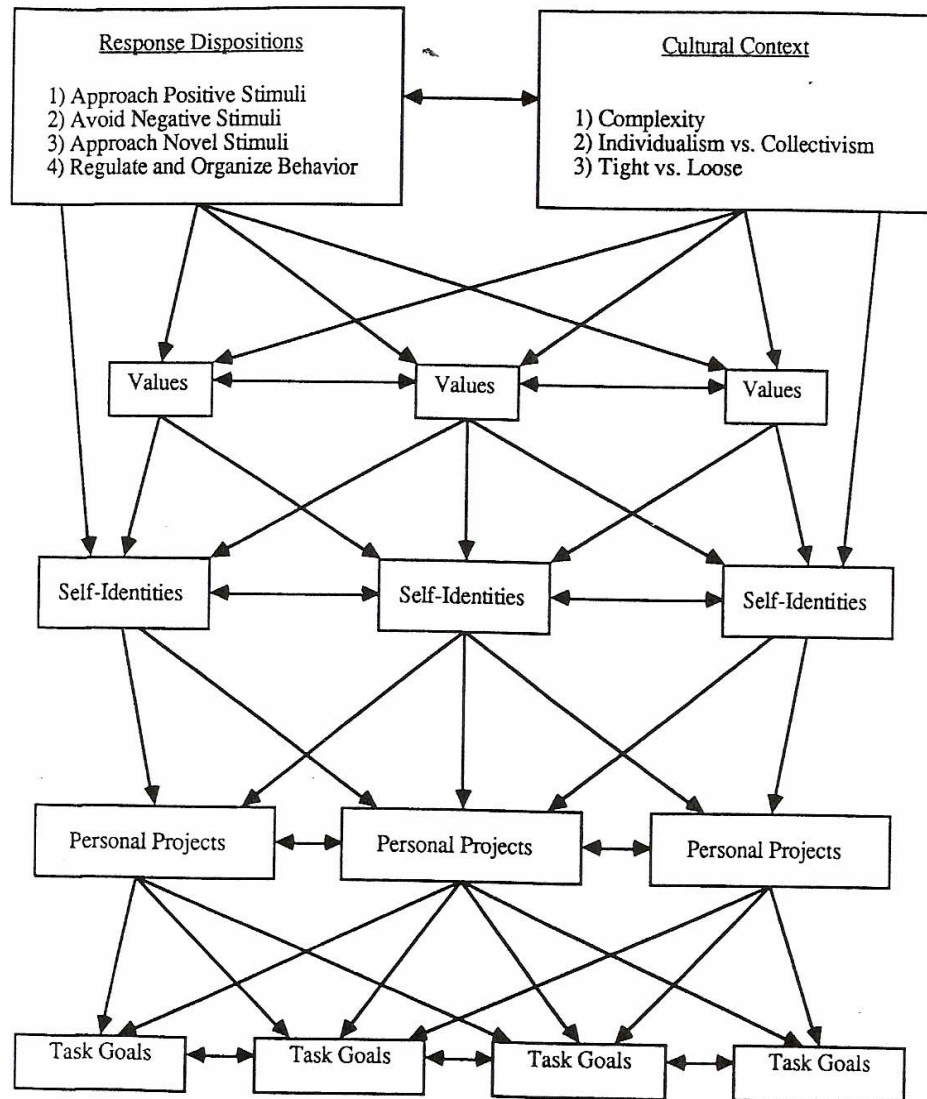 Response Dispositions
1) Approach Positive Stimuli
2) Avoid Negative Stimuli
3) Approach Novel Stimuli
4) Regulate and Organize Behavior
Cultural Context
1) Complexity
2) Individualism vs. Collectivism
3) Tight vs. Loose
Values
Values
Values
Self-Identities
Self-Identities
Self-Identities
Personal Projects
Personal Projects
Personal Projects
Task Goals
Task Goals
Task Goals
Task Goals